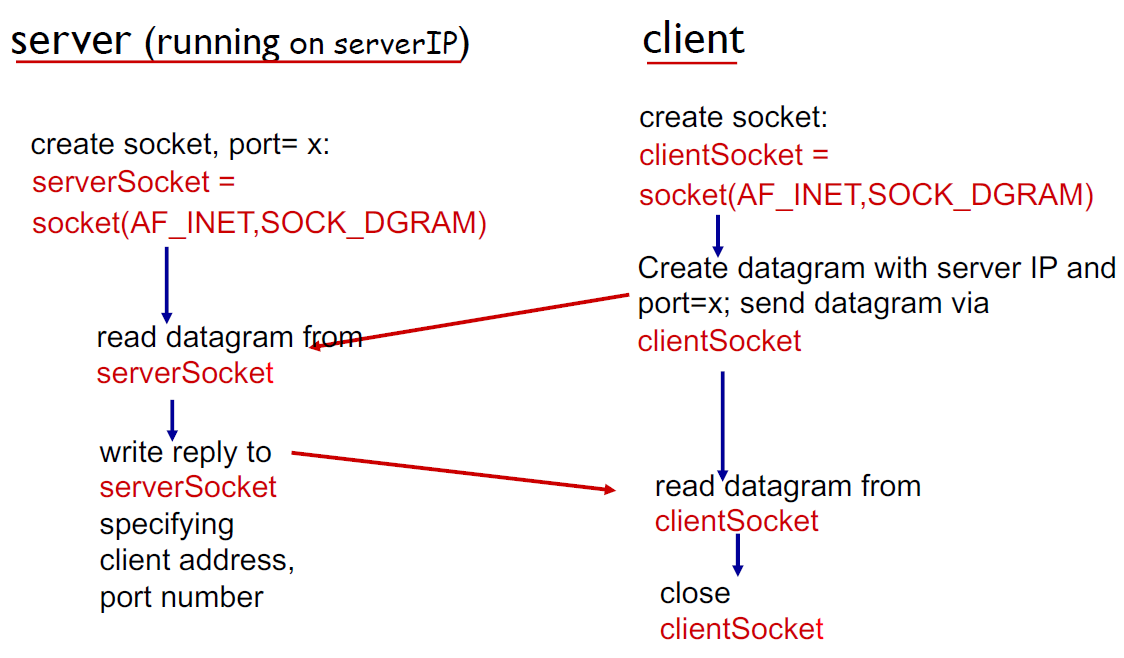 server (running on serverIP)
create socket, port= x:
serverSocket =
socket(AF_INET,SOCK_DGRAM)
read datagram from
serverSocket
write reply to
serverSocket
specifying
client address,
port number
client
create socket:
clientSocket =
socket(AF_INET,SOCK_DGRAM)
Create datagram with server IP and
port=x; send datagram via
clientSocket
read datagram from
clientSocket
close
clientSocket